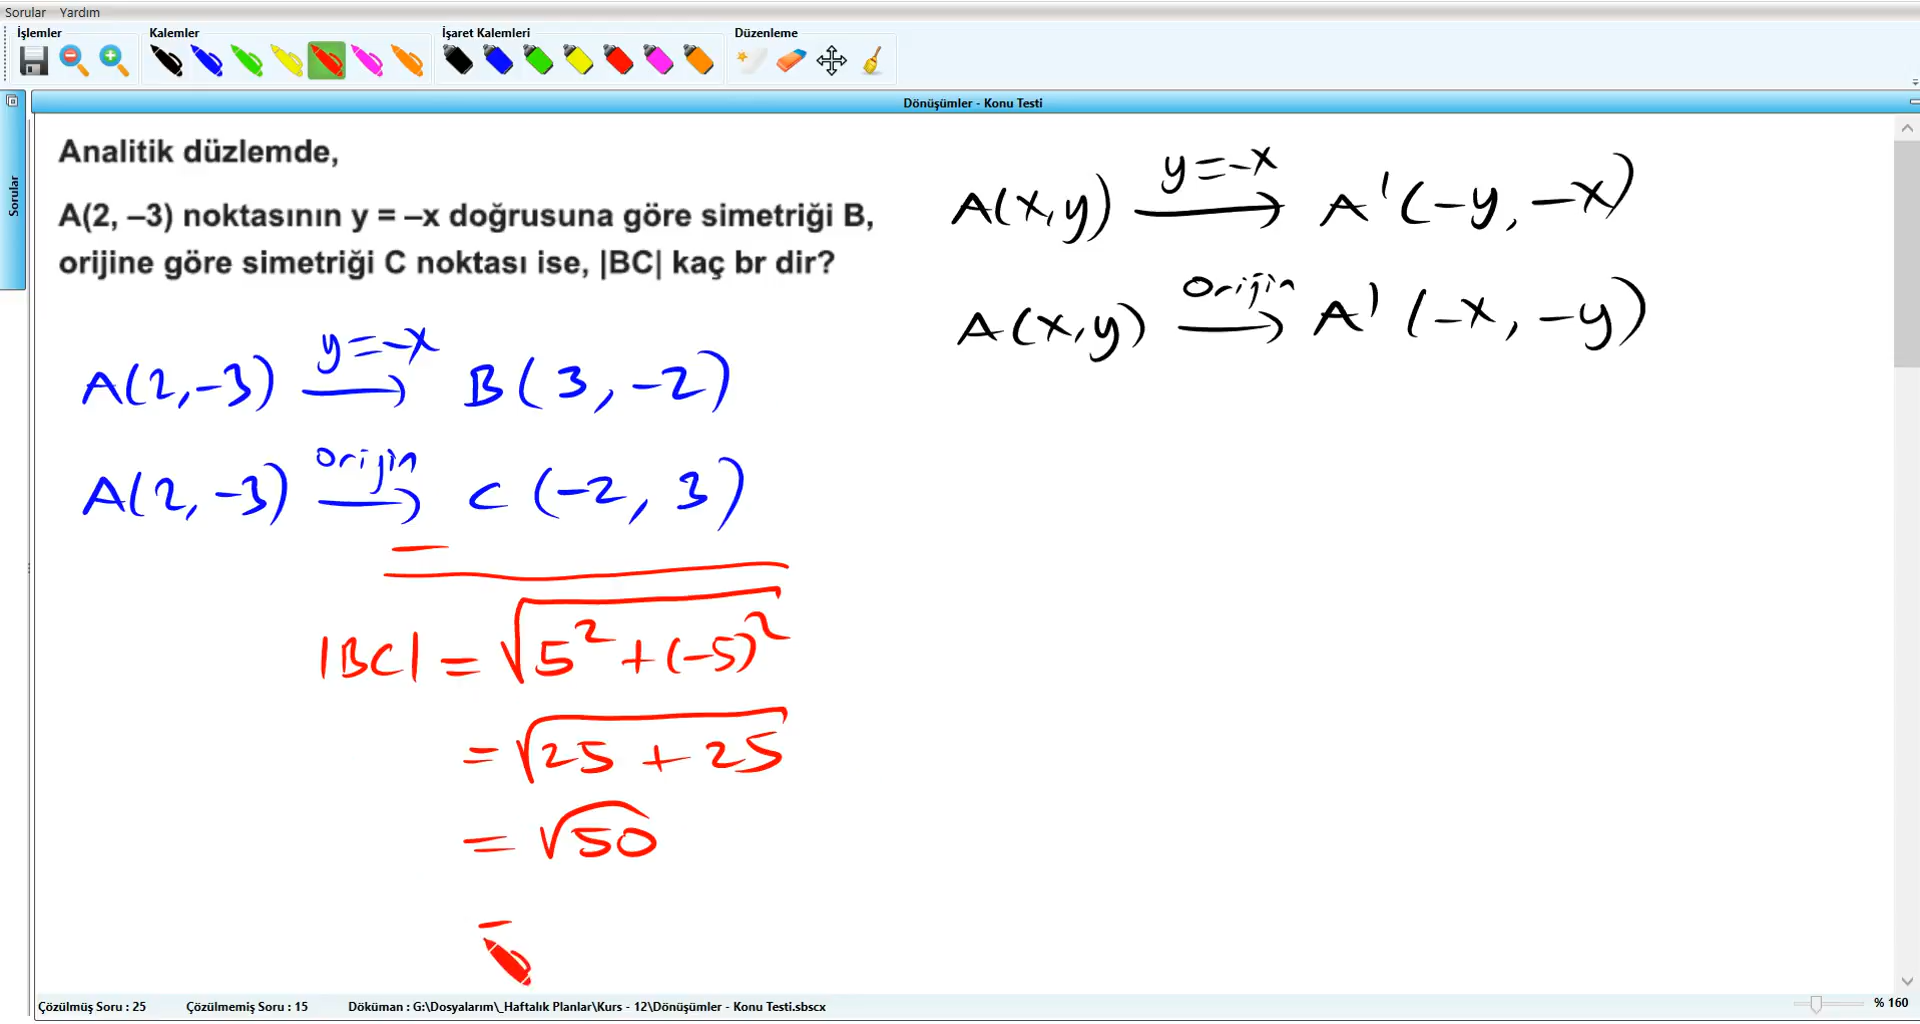 Sorular Yardım
İşlemler Kalemler İşaret Kalemleri Düzenleme
Dönüşümler - Konu Testi
Sorular
Analitik düzlemde,
A(2, –3) noktasının y = –x doğrusuna göre simetriği B,
orijine göre simetriği C noktası ise, |BC| kaç br dir?
y=-x
A(x,y) → A'(-y, -x)
Orijin
A(x,y) → A'(-x, -y)
y=-x
A(2,-3) → B(3, -2)
Orijin
A(2,-3) → C(-2, 3)
|BC| = √5² + (-5)²
= √25 + 25
= √50
Çözülmüş Soru : 25 Çözülmemiş Soru : 15 Döküman : G:\Dosyalarım\_Haftalık Planlar\Kurs - 12\Dönüşümler - Konu Testi.sbscx % 160